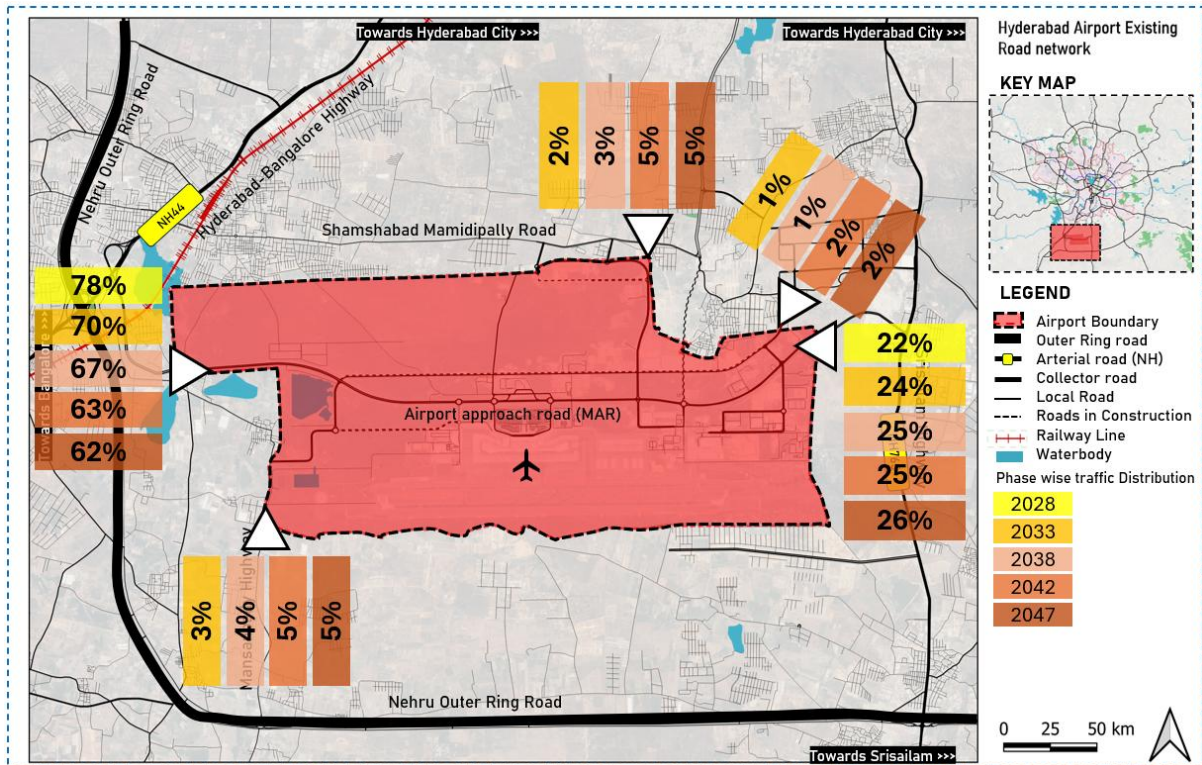 Towards Hyderabad City >>>
Towards Hyderabad City >>>
Hyderabad Airport Existing
Road network
KEY MAP
Nehru Outer Ring Road
Hyderabad-Bangalore Highway
NH44
Shamshabad Mamidipally Road
2%
3%
5%
5%
1%
1%
2%
2%
78%
70%
67%
63%
62%
Towards Bangalore >>>
22%
24%
25%
25%
26%
Airport approach road (MAR)
3%
4%
5%
5%
Highway
Nehru Outer Ring Road
Towards Srisailam >>>
LEGEND
Airport Boundary
Outer Ring road
Arterial road (NH)
Collector road
Local Road
Roads in Construction
Railway Line
Waterbody
Phase wise traffic Distribution
2028
2033
2038
2042
2047
0 25 50 km